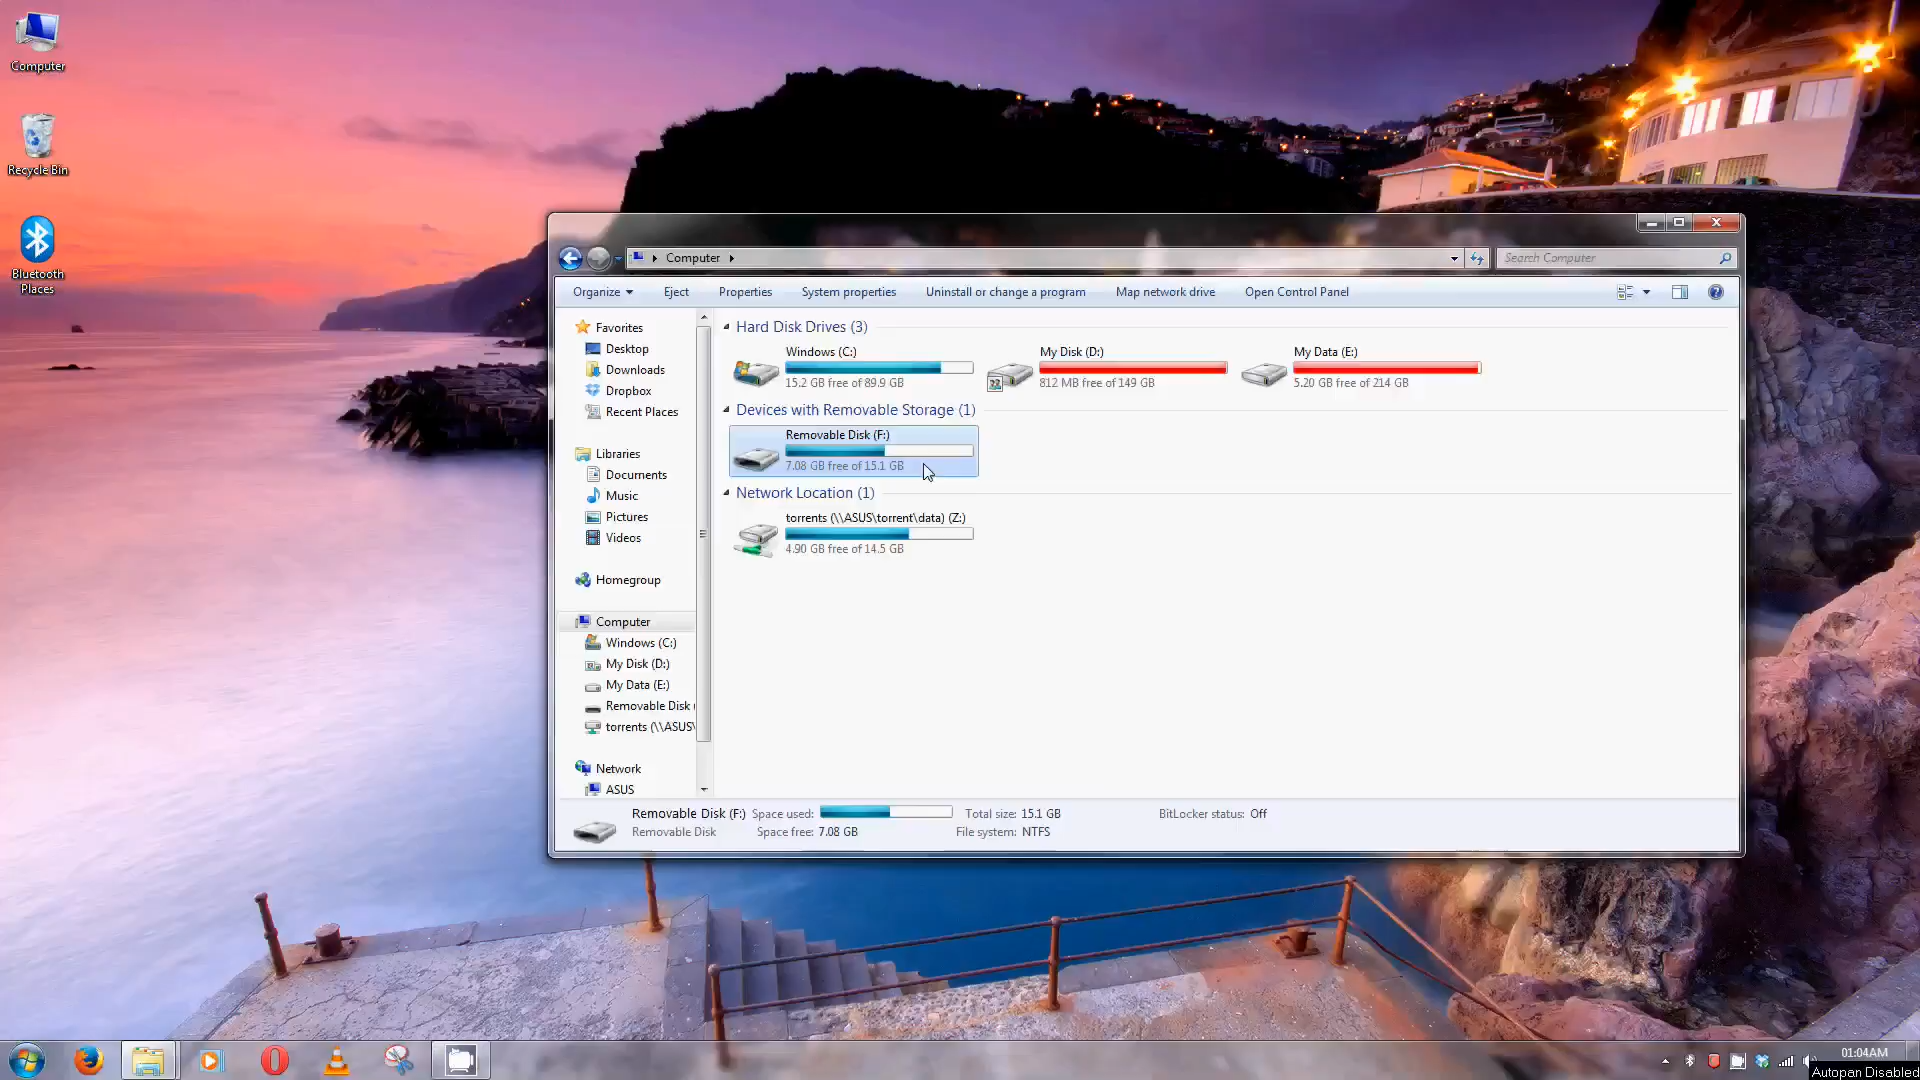 Computer
Recycle Bin
Bluetooth
Places
Computer
Search Computer
Organize
Eject
Properties
System properties
Uninstall or change a program
Map network drive
Open Control Panel
Favorites
Desktop
Downloads
Dropbox
Recent Places
Libraries
Documents
Music
Pictures
Videos
Homegroup
Computer
Windows (C:)
My Disk (D:)
My Data (E:)
Removable Disk
torrents (\\ASUS\
Network
ASUS
Hard Disk Drives (3)
Windows (C:)
15.2 GB free of 89.9 GB
My Disk (D:)
812 MB free of 149 GB
My Data (E:)
5.20 GB free of 214 GB
Devices with Removable Storage (1)
Removable Disk (F:)
7.08 GB free of 15.1 GB
Network Location (1)
torrents (\\ASUS\torrent\data) (Z:)
4.90 GB free of 14.5 GB
Removable Disk (F:) Space used: Total size: 15.1 GB BitLocker status: Off
Removable Disk Space free: 7.08 GB File system: NTFS
01:04AM
Autopan Disabled